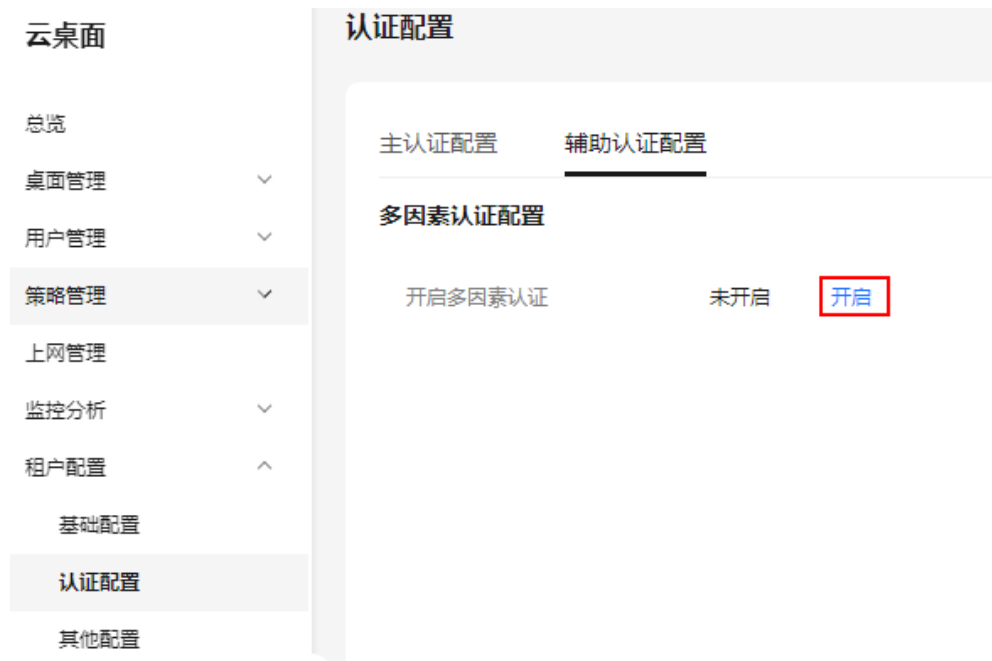 云桌面
总览
桌面管理
用户管理
策略管理
上网管理
监控分析
租户配置
基础配置
认证配置
其他配置
认证配置
主认证配置 辅助认证配置
多因素认证配置
开启多因素认证 未开启 开启